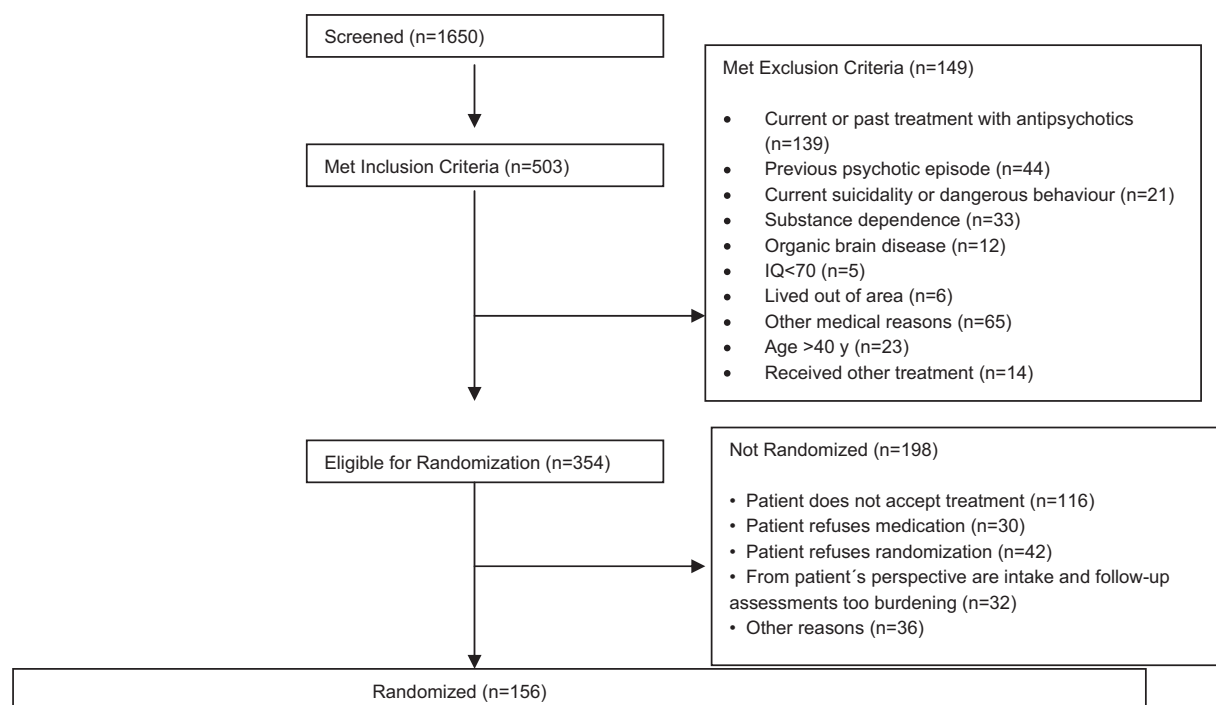 Screened (n=1650)
Met Inclusion Criteria (n=503)
Met Exclusion Criteria (n=149)
• Current or past treatment with antipsychotics
(n=139)
• Previous psychotic episode (n=44)
• Current suicidality or dangerous behaviour (n=21)
• Substance dependence (n=33)
• Organic brain disease (n=12)
• IQ<70 (n=5)
• Lived out of area (n=6)
• Other medical reasons (n=65)
• Age >40 y (n=23)
• Received other treatment (n=14)
Eligible for Randomization (n=354)
Not Randomized (n=198)
• Patient does not accept treatment (n=116)
• Patient refuses medication (n=30)
• Patient refuses randomization (n=42)
• From patient´s perspective are intake and follow-up
assessments too burdening (n=32)
• Other reasons (n=36)
Randomized (n=156)